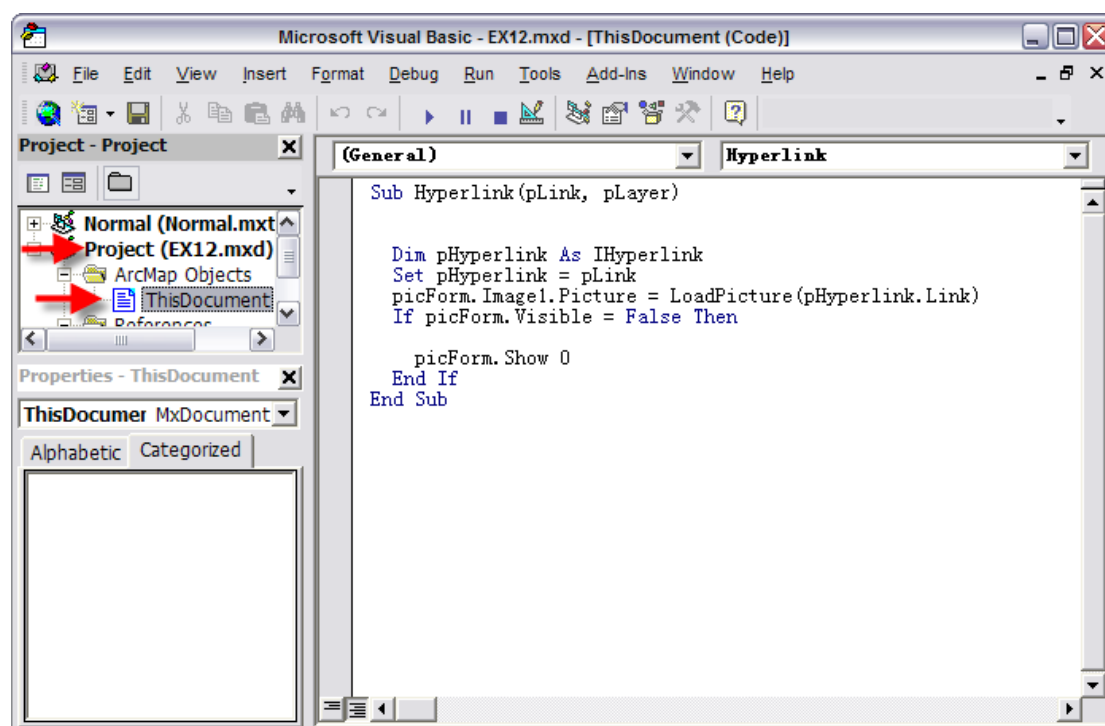 Microsoft Visual Basic - EX12.mxd - [ThisDocument (Code)]
File Edit View Insert Format Debug Run Tools Add-Ins Window Help
Project - Project
(General) Hyperlink
Normal (Normal.mxt
Project (EX12.mxd)
ArcMap Objects
ThisDocument
References
Properties - ThisDocument
ThisDocumer MxDocument
Alphabetic Categorized
Sub Hyperlink(pLink, pLayer)
Dim pHyperlink As IHyperlink
Set pHyperlink = pLink
picForm.Image1.Picture = LoadPicture(pHyperlink.Link)
If picForm.Visible = False Then
picForm.Show 0
End If
End Sub